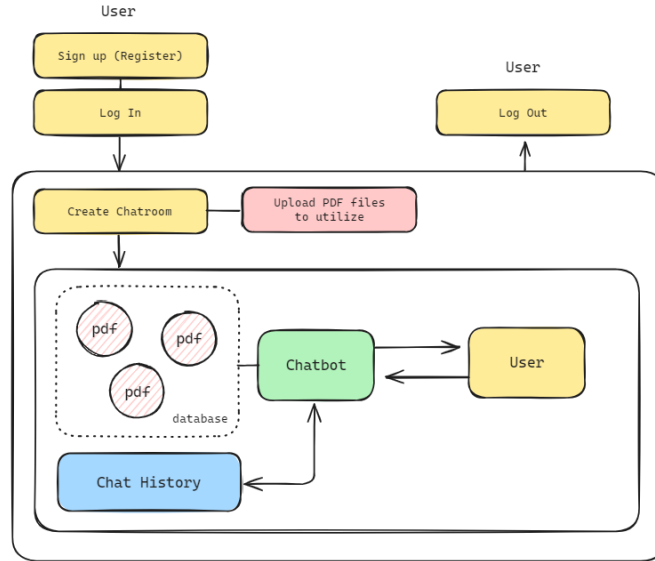 User
Sign up (Register)
Log In
User
Log Out
Create Chatroom
Upload PDF files
to utilize
pdf
pdf
pdf
database
Chatbot
User
Chat History